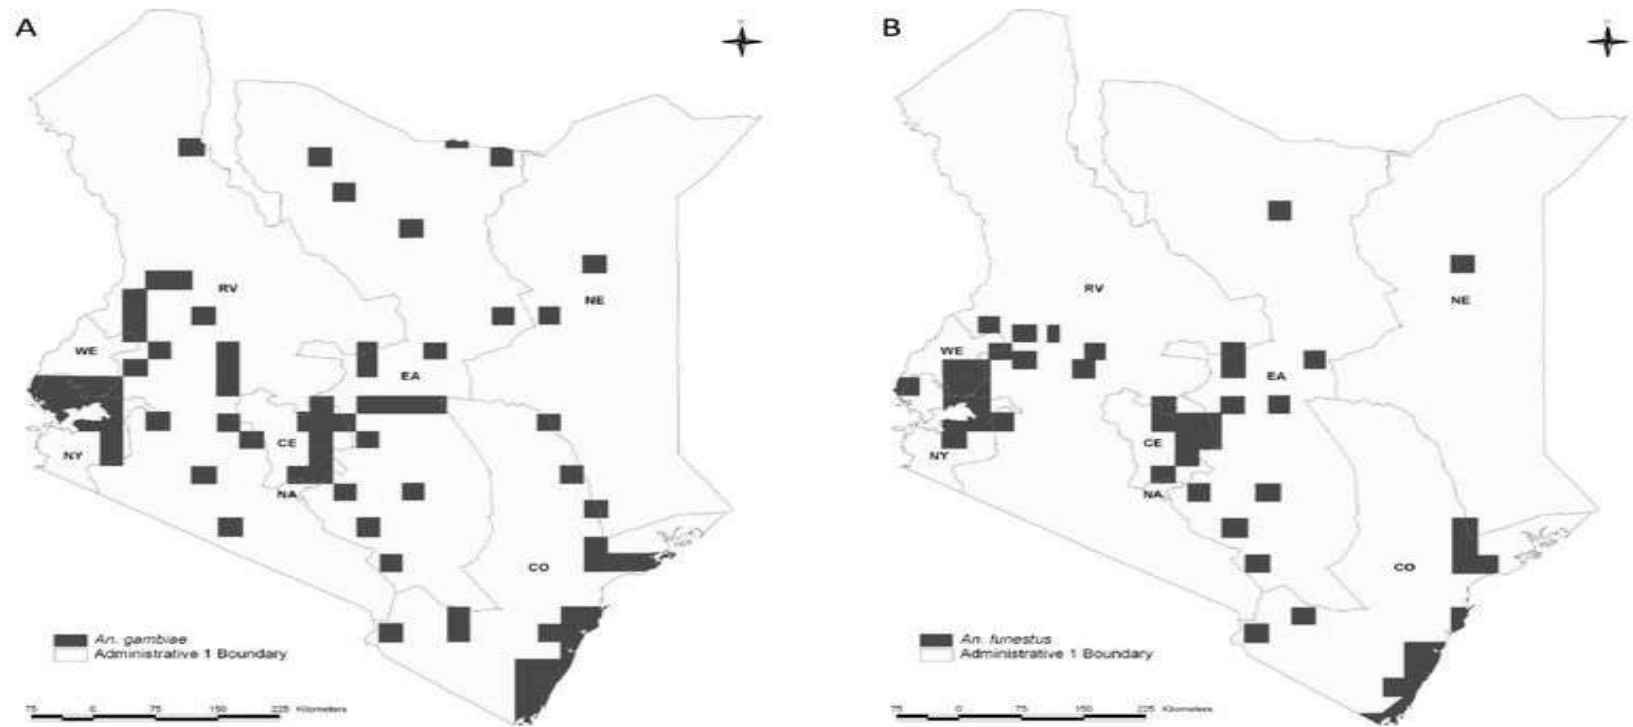 A
B
RV
NE
WE
EA
CE
NY
NA
CO
An. gambiae
Administrative 1 Boundary
75 0 75 150 225 Kilometers
RV
NE
WE
EA
CE
NY
NA
CO
An. funestus
Administrative 1 Boundary
75 0 150 225 Kilometers